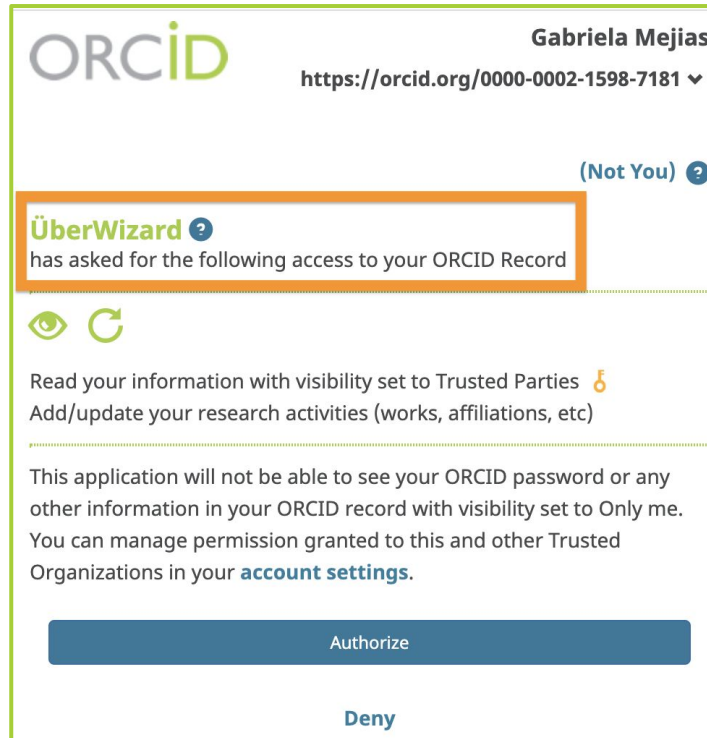 ORCID
Gabriela Mejias
https://orcid.org/0000-0002-1598-7181
(Not You) ?
ÜberWizard ?
has asked for the following access to your ORCID Record
Read your information with visibility set to Trusted Parties
Add/update your research activities (works, affiliations, etc)
This application will not be able to see your ORCID password or any
other information in your ORCID record with visibility set to Only me.
You can manage permission granted to this and other Trusted
Organizations in your account settings.
Authorize
Deny